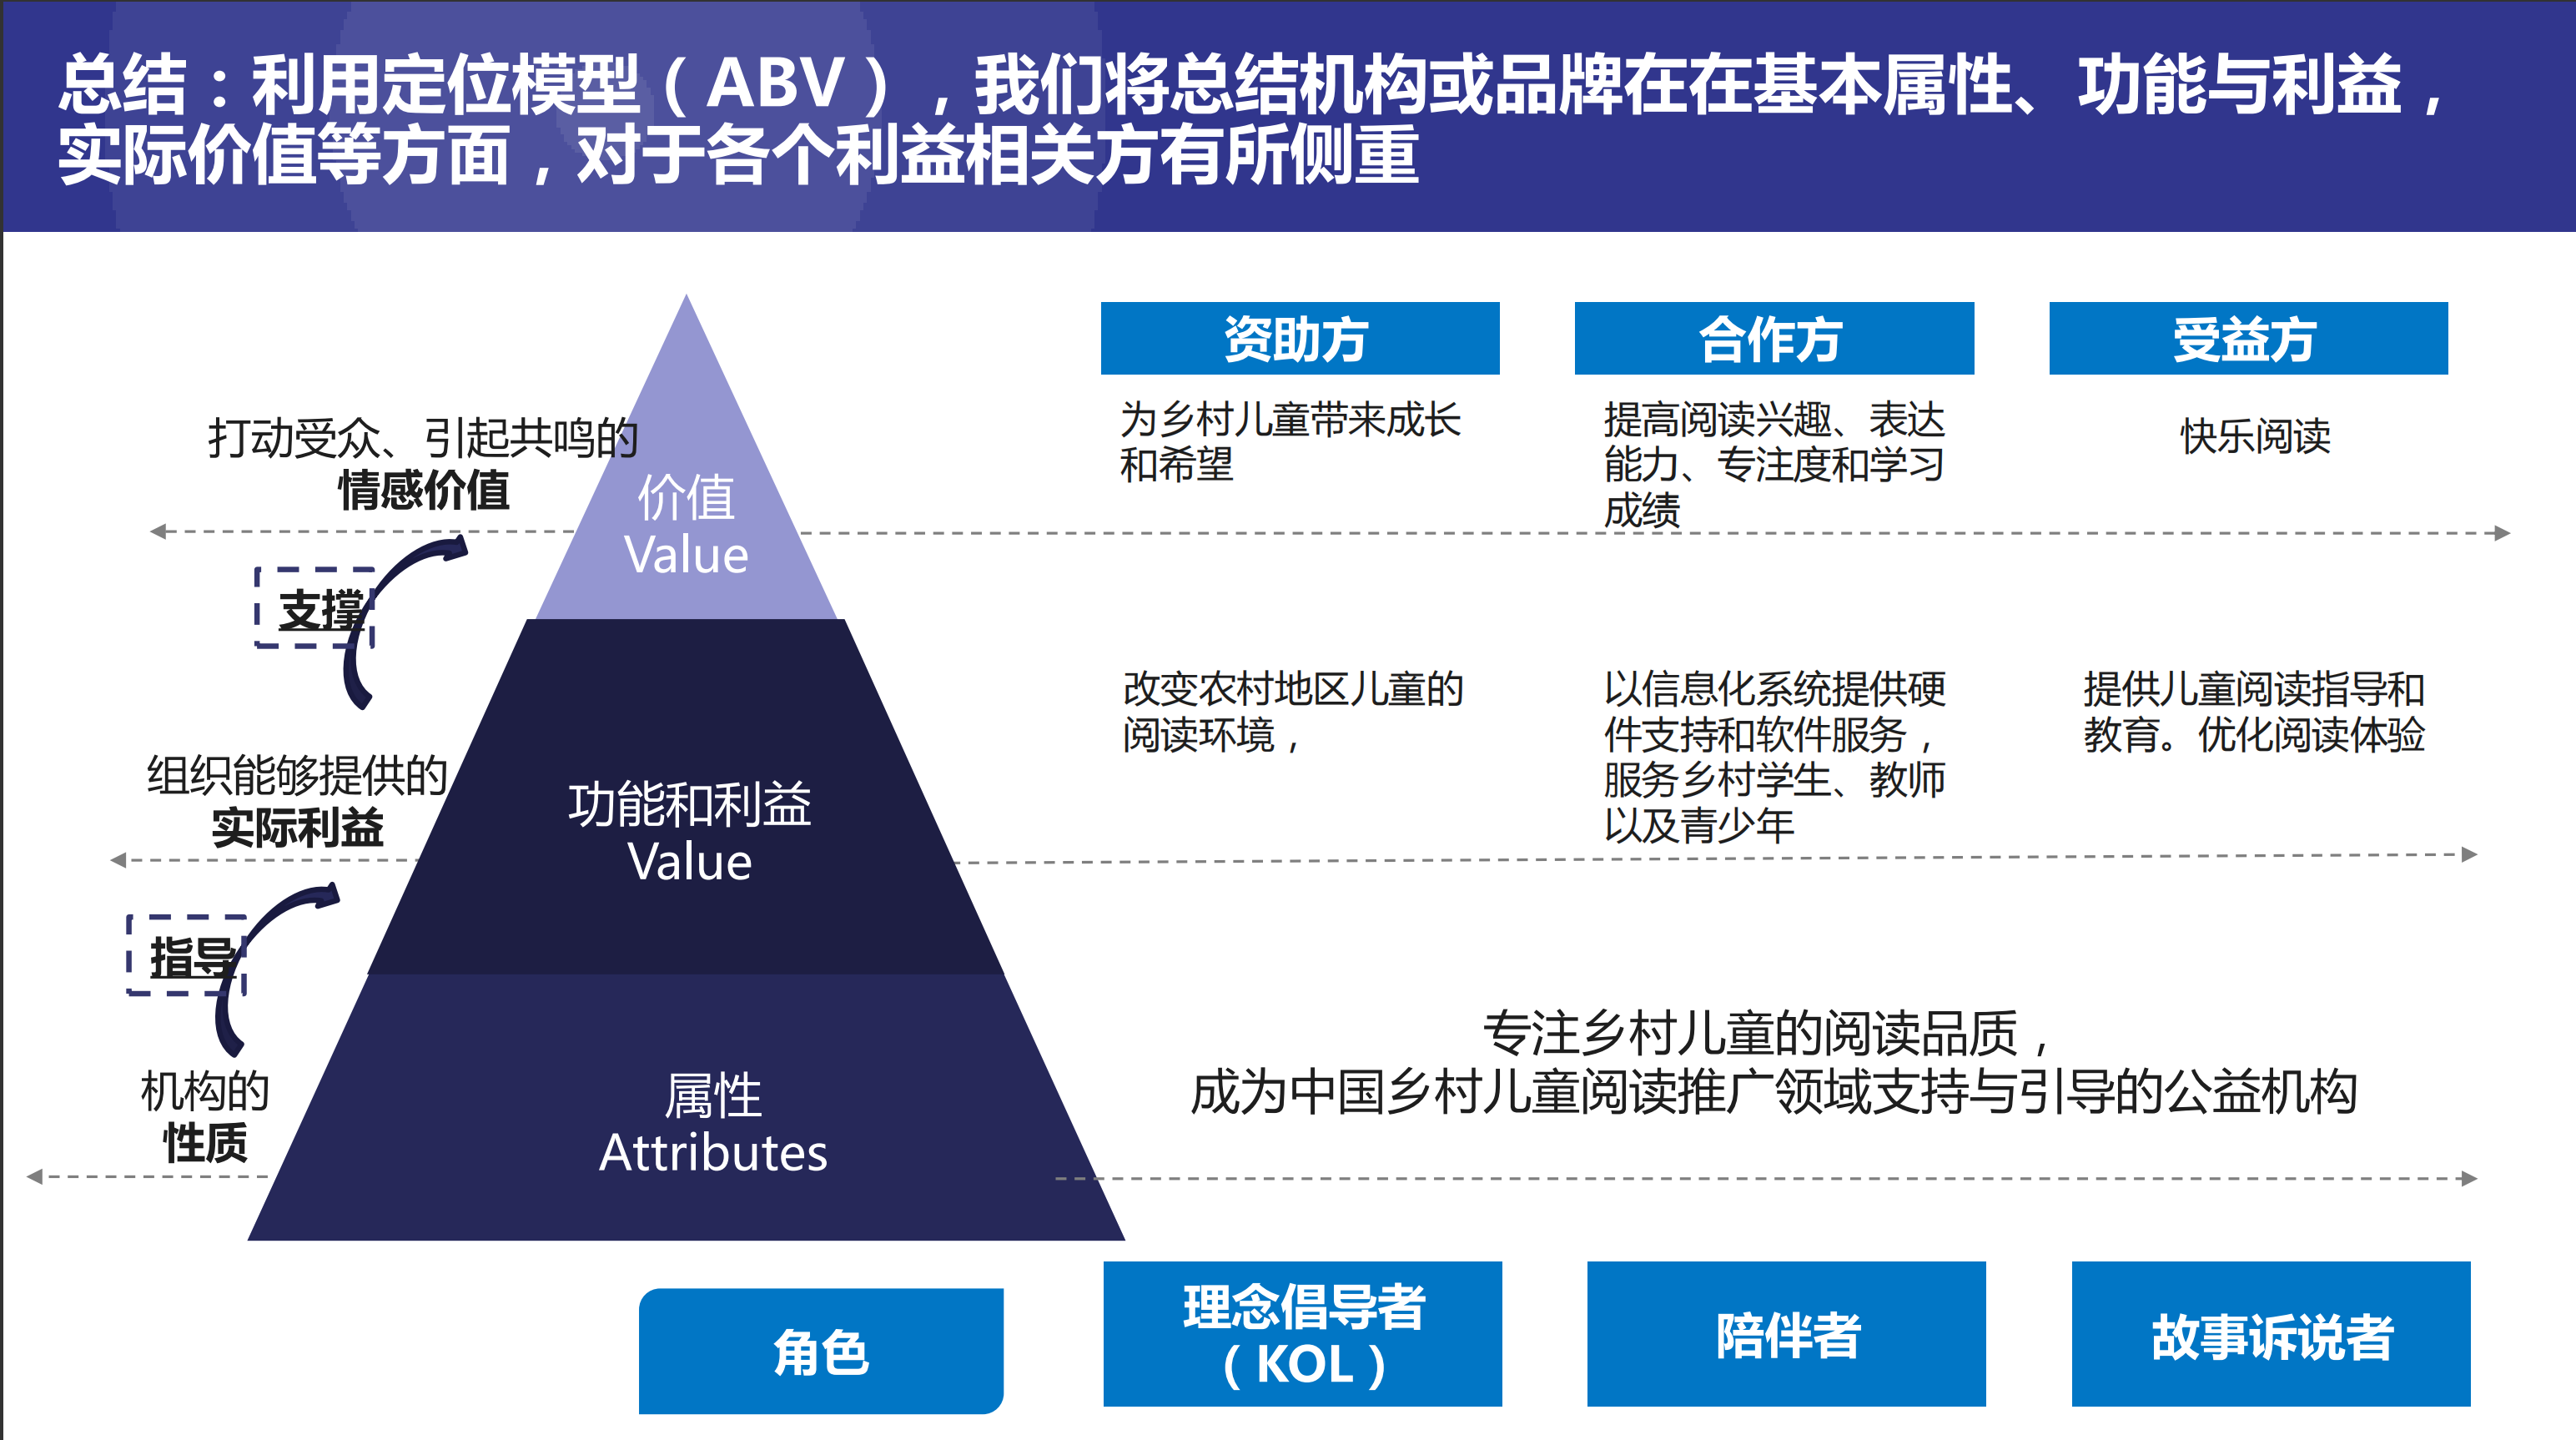 总结：利用定位模型（ABV），我们将总结机构或品牌在在基本属性、功能与利益，
实际价值等方面，对于各个利益相关方有所侧重
资助方
合作方
受益方
打动受众、引起共鸣的
情感价值
价值
Value
为乡村儿童带来成长
和希望
提高阅读兴趣、表达
能力、专注度和学习
成绩
快乐阅读
支撑
组织能够提供的
实际利益
功能和利益
Value
改变农村地区儿童的
阅读环境，
以信息化系统提供硬
件支持和软件服务，
服务乡村学生、教师
以及青少年
提供儿童阅读指导和
教育。优化阅读体验
指导
机构的
性质
属性
Attributes
专注乡村儿童的阅读品质，
成为中国乡村儿童阅读推广领域支持与引导的公益机构
角色
理念倡导者
（KOL）
陪伴者
故事诉说者